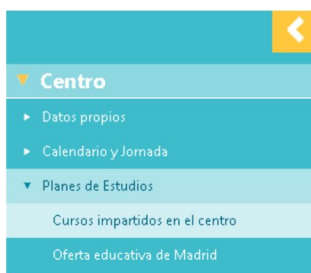 Centro
Datos propios
Calendario y Jornada
Planes de Estudios
Cursos impartidos en el centro
Oferta educativa de Madrid